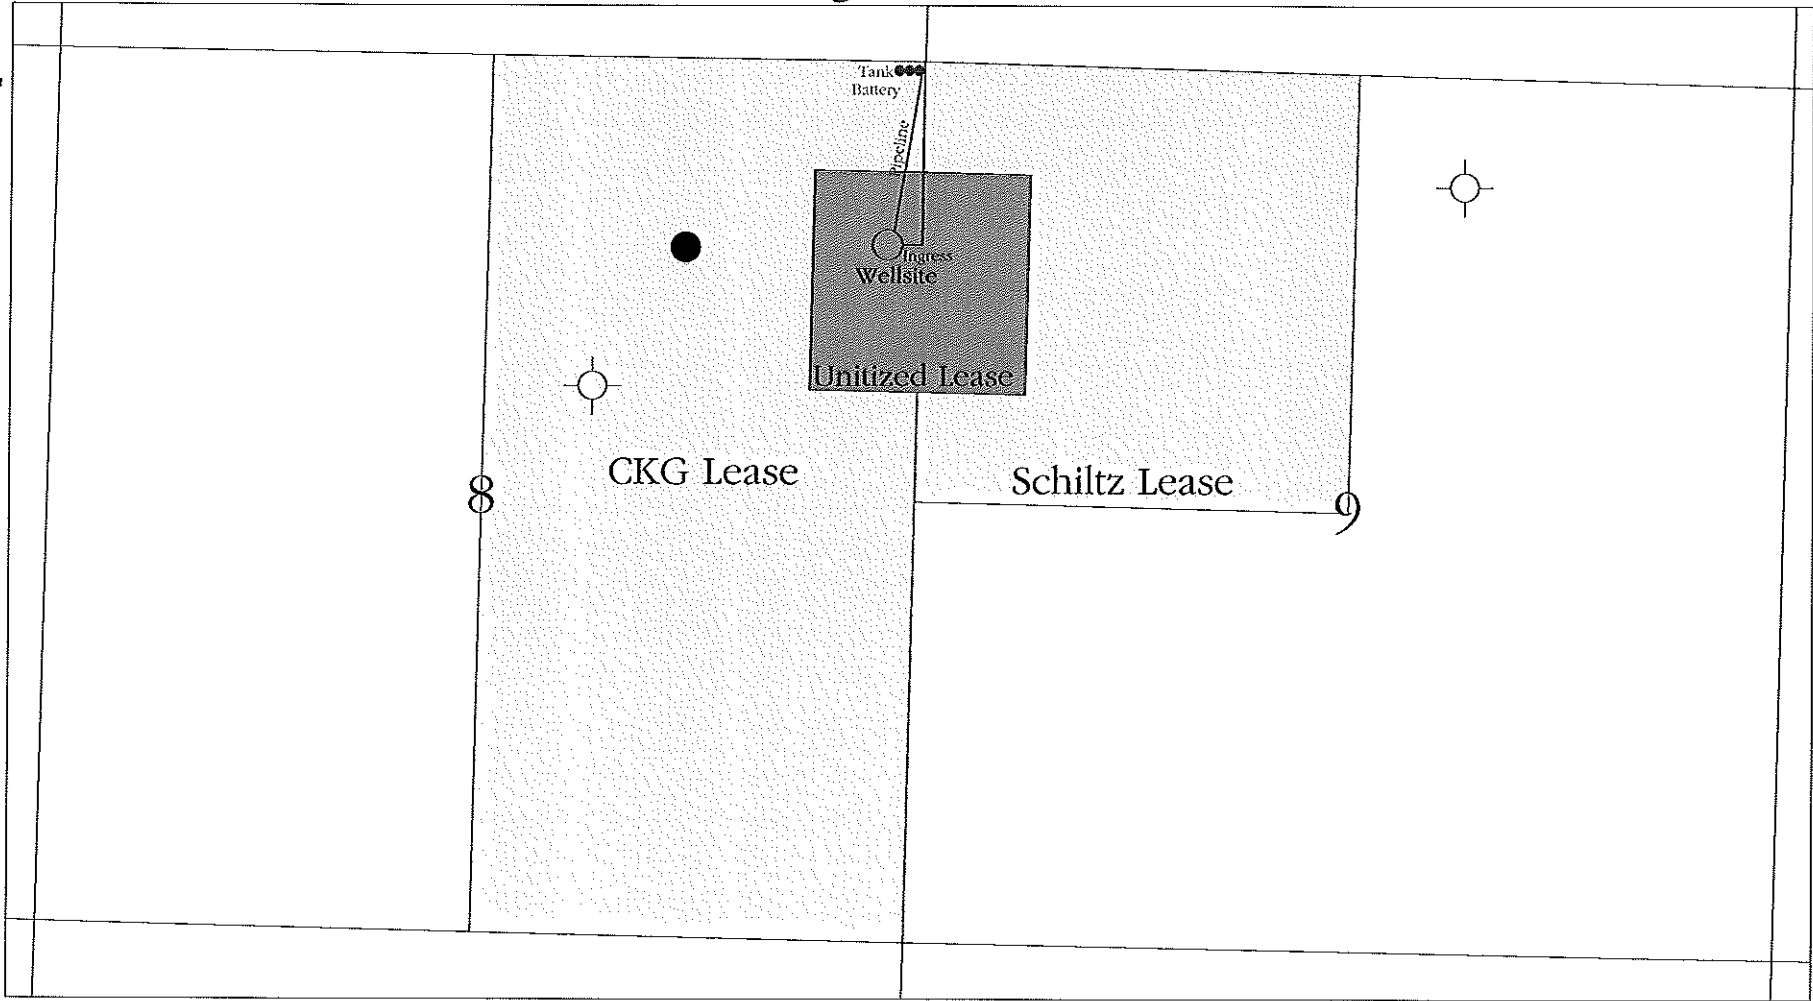 Tank
Battery
Pipeline
Ingress
Wellsite
Unitized Lease
CKG Lease
Schiltz Lease
8
9